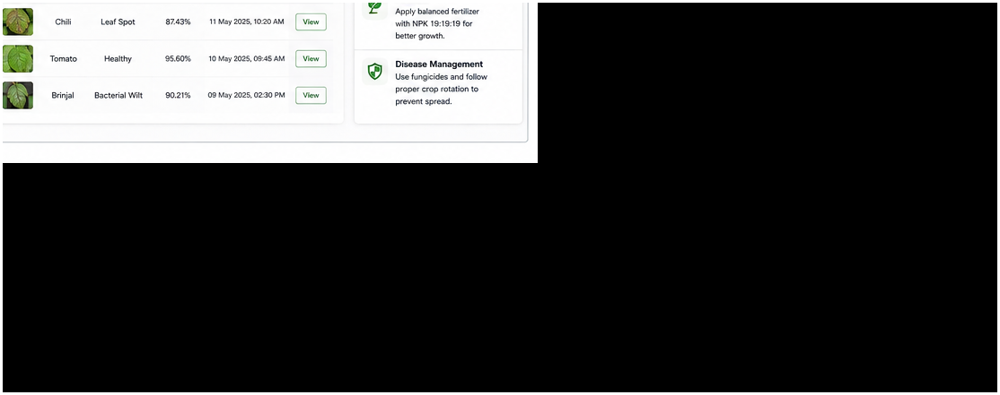 Chili Leaf Spot 87.43% 11 May 2025, 10:20 AM View
Tomato Healthy 95.60% 10 May 2025, 09:45 AM View
Brinjal Bacterial Wilt 90.21% 09 May 2025, 02:30 PM View
Apply balanced fertilizer
with NPK 19:19:19 for
better growth.
Disease Management
Use fungicides and follow
proper crop rotation to
prevent spread.